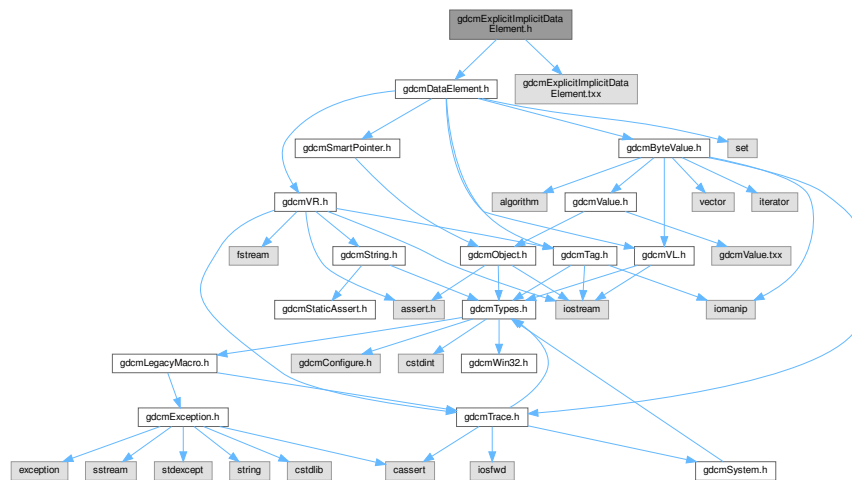 gdcmExplicitImplicitData
Element.h
gdcmDataElement.h
gdcmExplicitImplicitData
Element.txx
gdcmSmartPointer.h
gdcmByteValue.h
set
gdcmVR.h
algorithm
gdcmValue.h
vector
iterator
fstream
gdcmString.h
gdcmObject.h
gdcmTag.h
gdcmVL.h
gdcmValue.txx
gdcmStaticAssert.h
assert.h
gdcmTypes.h
iostream
iomanip
gdcmLegacyMacro.h
gdcmConfigure.h
cstdint
gdcmWin32.h
gdcmException.h
gdcmTrace.h
exception
sstream
stdexcept
string
cstdlib
cassert
iosfwd
gdcmSystem.h